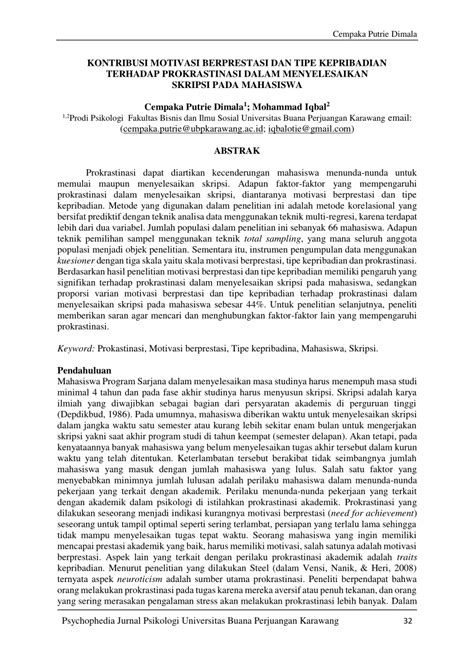 Cempaka Putrie Dimala
KONTRIBUSI MOTIVASI BERPRESTASI DAN TIPE KEPRIBADIAN
TERHADAP PROKRASTINASI DALAM MENYELESAIKAN
SKRIPSI PADA MAHASISWA
Cempaka Putrie Dimala1; Mohammad Iqbal2
1,2Prodi Psikologi Fakultas Bisnis dan Ilmu Sosial Universitas Buana Perjuangan Karawang email:
(cempaka.putrie@ubpkarawang.ac.id; iqbalotie@gmail.com)
ABSTRAK
Prokrastinasi dapat diartikan kecenderungan mahasiswa menunda-nunda untuk
memulai maupun menyelesaikan skripsi. Adapun faktor-faktor yang mempengaruhi
prokrastinasi dalam menyelesaikan skripsi, diantaranya motivasi berprestasi dan tipe
kepribadian. Metode yang digunakan dalam penelitian ini adalah metode korelasional yang
bersifat prediktif dengan teknik analisa data menggunakan teknik multi-regresi, karena terdapat
lebih dari dua variabel. Jumlah populasi dalam penelitian ini sebanyak 66 mahasiswa. Adapun
teknik pemilihan sampel menggunakan teknik total sampling, yang mana seluruh anggota
populasi menjadi objek penelitian. Sementara itu, instrumen pengumpulan data menggunakan
kuesioner dengan tiga skala yaitu skala motivasi berprestasi, tipe kepribadian dan prokrastinasi.
Berdasarkan hasil penelitian motivasi berprestasi dan tipe kepribadian memiliki pengaruh yang
signifikan terhadap prokrastinasi dalam menyelesaikan skripsi pada mahasiswa, sedangkan
proporsi varian motivasi berprestasi dan tipe kepribadian terhadap prokrastinasi dalam
menyelesaikan skripsi pada mahasiswa sebesar 44%. Untuk penelitian selanjutnya, peneliti
memberikan saran agar mencari dan menghubungkan faktor-faktor lain yang mempengaruhi
prokrastinasi.
Keyword: Prokastinasi, Motivasi berprestasi, Tipe kepribadina, Mahasiswa, Skripsi.
Pendahuluan
Mahasiswa Program Sarjana dalam menyelesaikan masa studinya harus menempuh masa studi
minimal 4 tahun dan pada fase akhir studinya harus menyusun skripsi. Skripsi adalah karya
ilmiah yang diwajibkan sebagai bagian dari persyaratan akademis di perguruan tinggi
(Depdikbud, 1986). Pada umumnya, mahasiswa diberikan waktu untuk menyelesaikan skripsi
dalam jangka waktu satu semester atau kurang lebih sekitar enam bulan untuk mengerjakan
skripsi yakni saat akhir program studi di tahun keempat (semester delapan). Akan tetapi, pada
kenyataannya banyak mahasiswa yang belum menyelesaikan tugas akhir tersebut dalam kurun
waktu yang telah ditentukan. Keterlambatan tersebut berakibat tidak seimbangnya jumlah
mahasiswa yang masuk dengan jumlah mahasiswa yang lulus. Salah satu faktor yang
menyebabkan minimnya jumlah lulusan adalah perilaku mahasiswa dalam menunda-nunda
pekerjaan yang terkait dengan akademik. Perilaku menunda-nunda pekerjaan yang terkait
dengan akademik dalam psikologi di istilahkan prokrastinasi akademik. Prokrastinasi yang
dilakukan seseorang menjadi indikasi kurangnya motivasi berprestasi (need for achievement)
seseorang untuk tampil optimal seperti sering terlambat, persiapan yang terlalu lama sehingga
tidak mampu menyelesaikan tugas tepat waktu. Seorang mahasiswa yang ingin memiliki
mencapai prestasi akademik yang baik, harus memiliki motivasi, salah satunya adalah motivasi
berprestasi. Aspek lain yang terkait dengan perilaku prokrastinasi akademik adalah traits
kepribadian. Menurut penelitian yang dilakukan Steel (dalam Vensi, Nanik, & Heri, 2008)
ternyata aspek neuroticism adalah sumber utama prokrastinasi. Peneliti berpendapat bahwa
orang melakukan prokrastinasi pada tugas karena mereka aversif atau penuh tekanan, dan orang
yang sering merasakan pengalaman stress akan melakukan prokrastinasi lebih banyak. Dalam
Psychophedia Jurnal Psikologi Universitas Buana Perjuangan Karawang 32